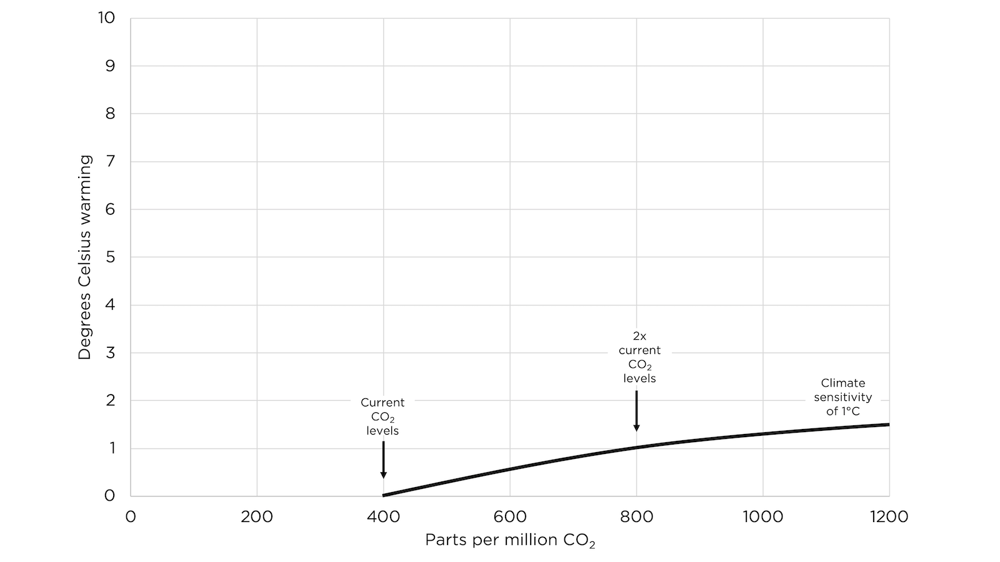 10
9
8
7
6
5
4
3
2
1
0
Degrees Celsius warming
2x
current
CO₂
levels
Current
CO₂
levels
Climate
sensitivity
of 1°C
0 200 400 600 800 1000 1200
Parts per million CO₂